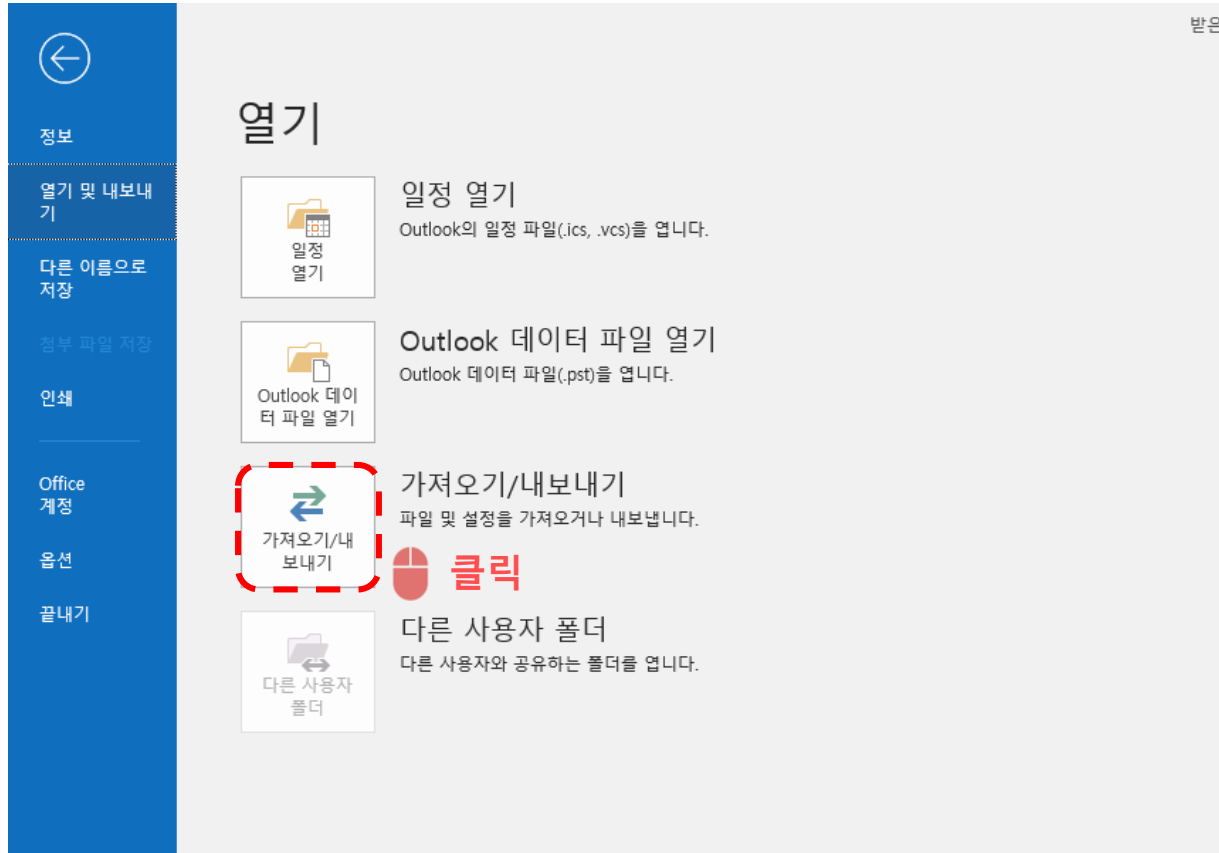 받은
정보
열기 및 내보내
기
다른 이름으로
저장
첨부 파일 저장
인쇄
Office
계정
옵션
끝내기
열기
일정
열기
일정 열기
Outlook의 일정 파일(.ics, .vcs)을 엽니다.
Outlook 데이
터 파일 열기
Outlook 데이터 파일 열기
Outlook 데이터 파일(.pst)을 엽니다.
가져오기/내
보내기
가져오기/내보내기
파일 및 설정을 가져오거나 내보냅니다.
클릭
다른 사용자
폴더
다른 사용자 폴더
다른 사용자와 공유하는 폴더를 엽니다.